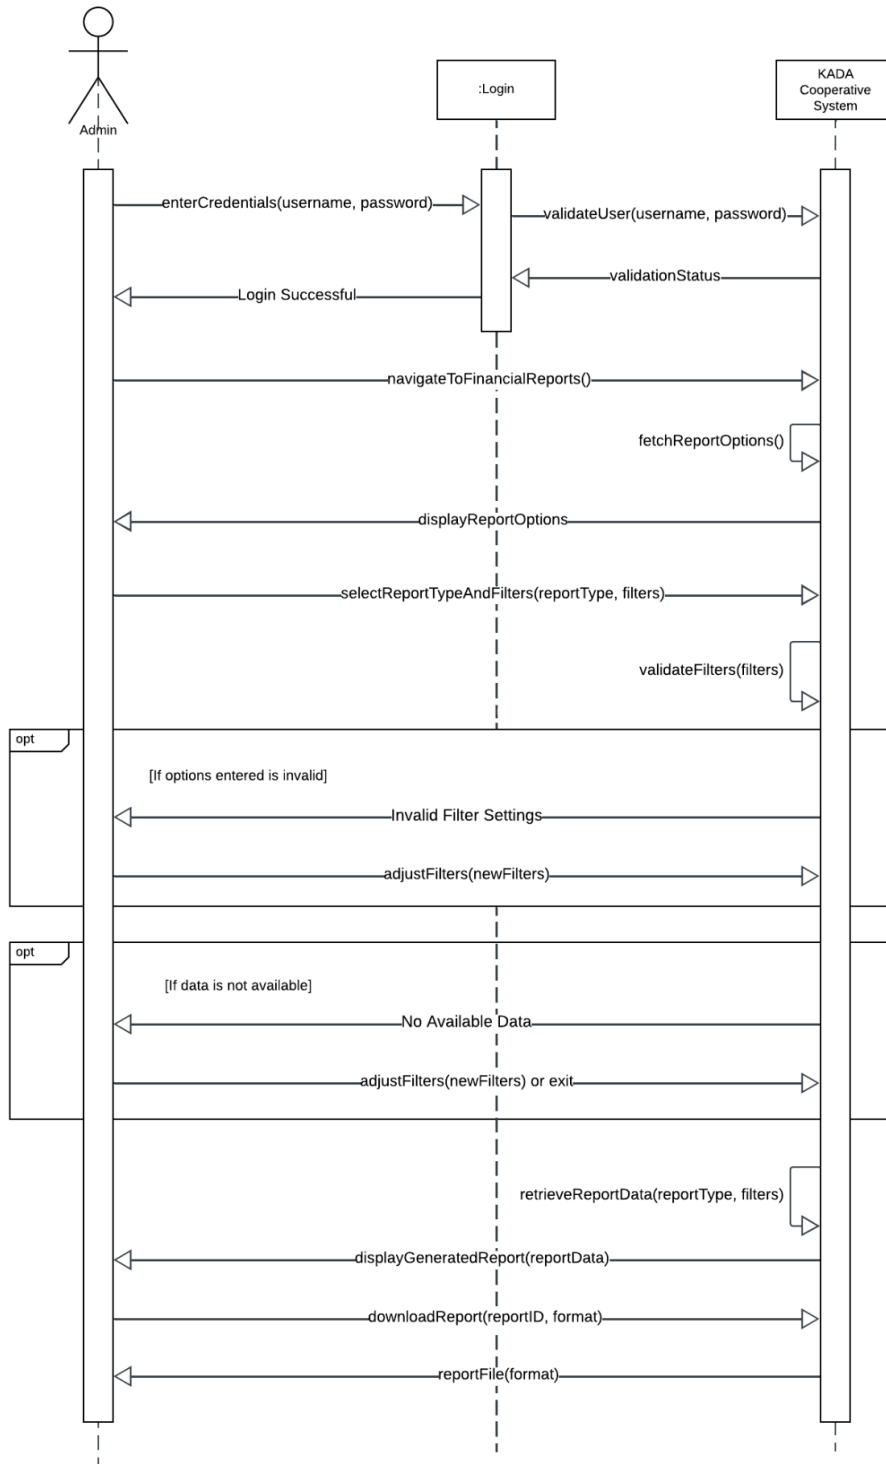 Admin
:Login
KADA
Cooperative
System
enterCredentials(username, password)
validateUser(username, password)
validationStatus
Login Successful
navigateToFinancialReports()
fetchReportOptions()
displayReportOptions
selectReportTypeAndFilters(reportType, filters)
validateFilters(filters)
opt
[If options entered is invalid]
Invalid Filter Settings
adjustFilters(newFilters)
opt
[If data is not available]
No Available Data
adjustFilters(newFilters) or exit
retrieveReportData(reportType, filters)
displayGeneratedReport(reportData)
downloadReport(reportID, format)
reportFile(format)